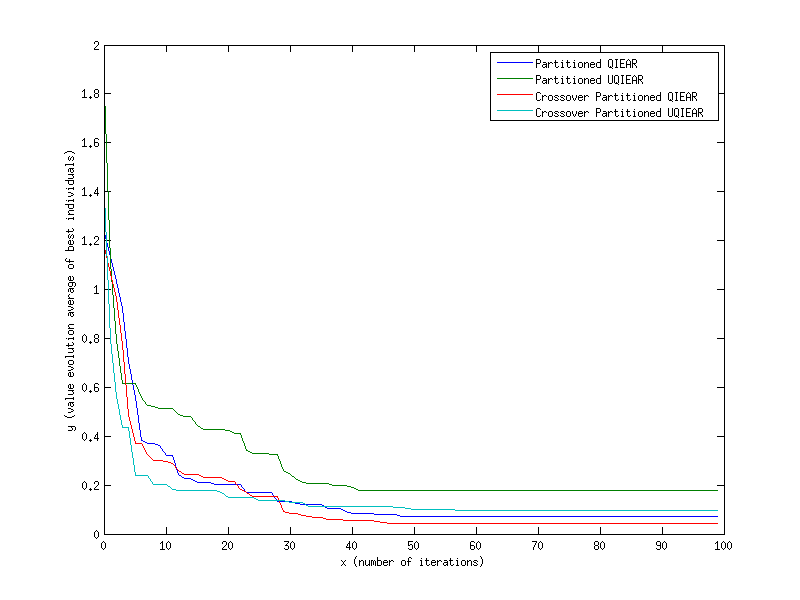 2
1.8
1.6
1.4
1.2
1
0.8
0.6
0.4
0.2
0
y (value evolution average of best individuals)
Partitioned QIEAR
Partitioned UQIEAR
Crossover Partitioned QIEAR
Crossover Partitioned UQIEAR
0 10 20 30 40 50 60 70 80 90 100
x (number of iterations)